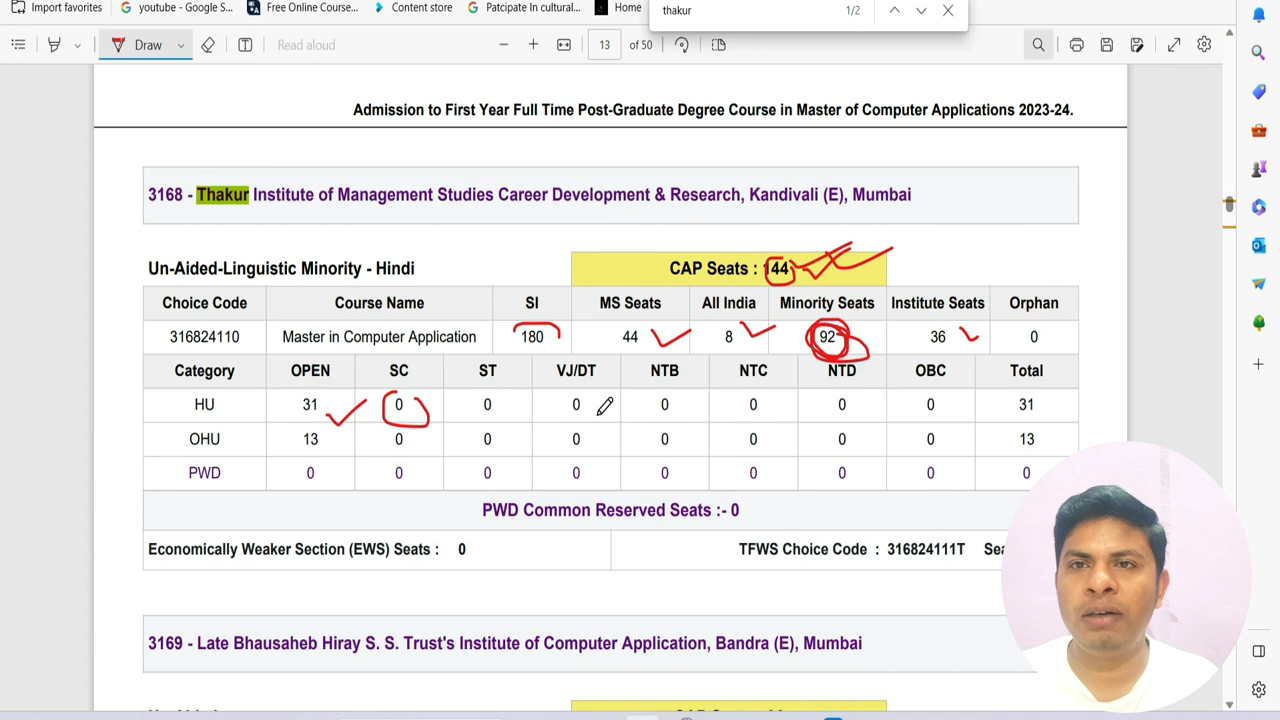 Import favorites
youtube - Google S...
Free Online Course...
Content store
Patcipate In cultural...
Home
thakur
1/2
Draw
Read aloud
13
of 50
Admission to First Year Full Time Post-Graduate Degree Course in Master of Computer Applications 2023-24.
3168 - Thakur Institute of Management Studies Career Development & Research, Kandivali (E), Mumbai
Un-Aided-Linguistic Minority - Hindi
CAP Seats : 144
Choice Code Course Name SI MS Seats All India Minority Seats Institute Seats Orphan
316824110 Master in Computer Application 180 44 8 92 36 0
Category OPEN SC ST VJ/DT NTB NTC NTD OBC Total
HU 31 0 0 0 0 0 0 0 31
OHU 13 0 0 0 0 0 0 0 13
PWD 0 0 0 0 0 0 0 0 0
PWD Common Reserved Seats :- 0
Economically Weaker Section (EWS) Seats : 0
TFWS Choice Code : 316824111T
3169 - Late Bhausaheb Hiray S. S. Trust's Institute of Computer Application, Bandra (E), Mumbai